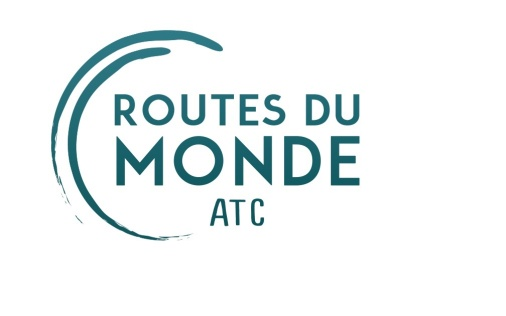 ROUTES DU
MONDE
ATC